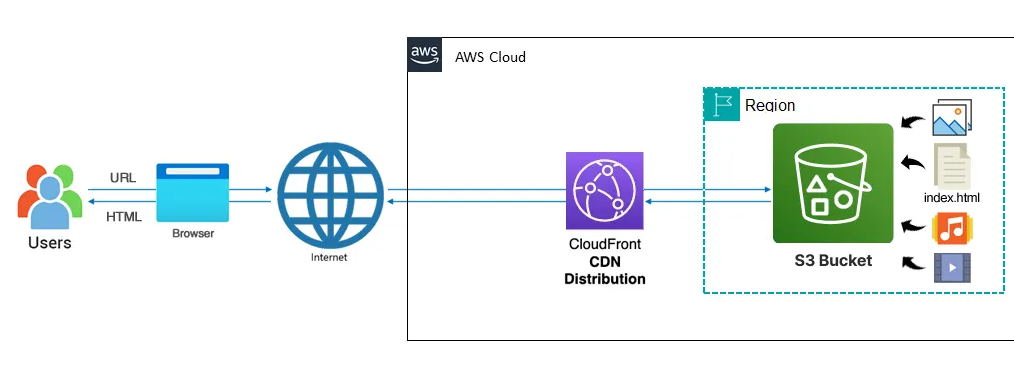 aws
AWS Cloud
Region
URL
HTML
Users
Browser
Internet
CloudFront
CDN
Distribution
S3 Bucket
index.html